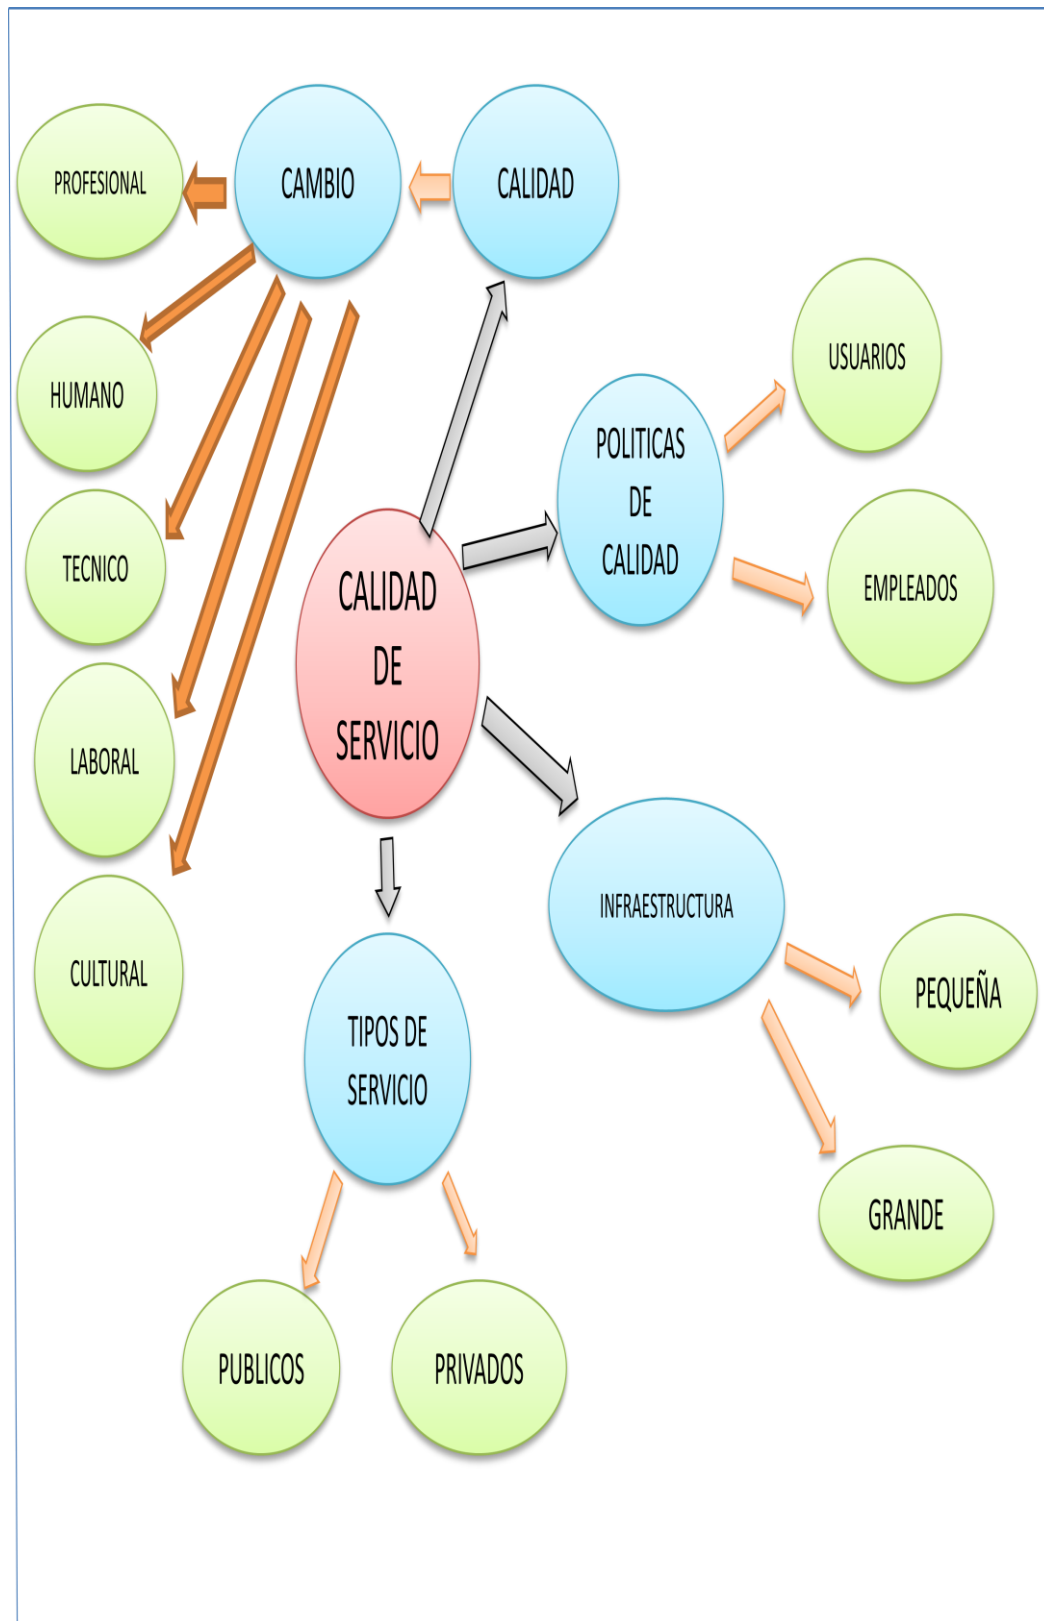 PROFESIONAL
CAMBIO
CALIDAD
HUMANO
USUARIOS
POLITICAS
DE
CALIDAD
TECNICO
EMPLEADOS
CALIDAD
DE
SERVICIO
LABORAL
INFRAESTRUCTURA
CULTURAL
PEQUEÑA
TIPOS DE
SERVICIO
GRANDE
PUBLICOS
PRIVADOS